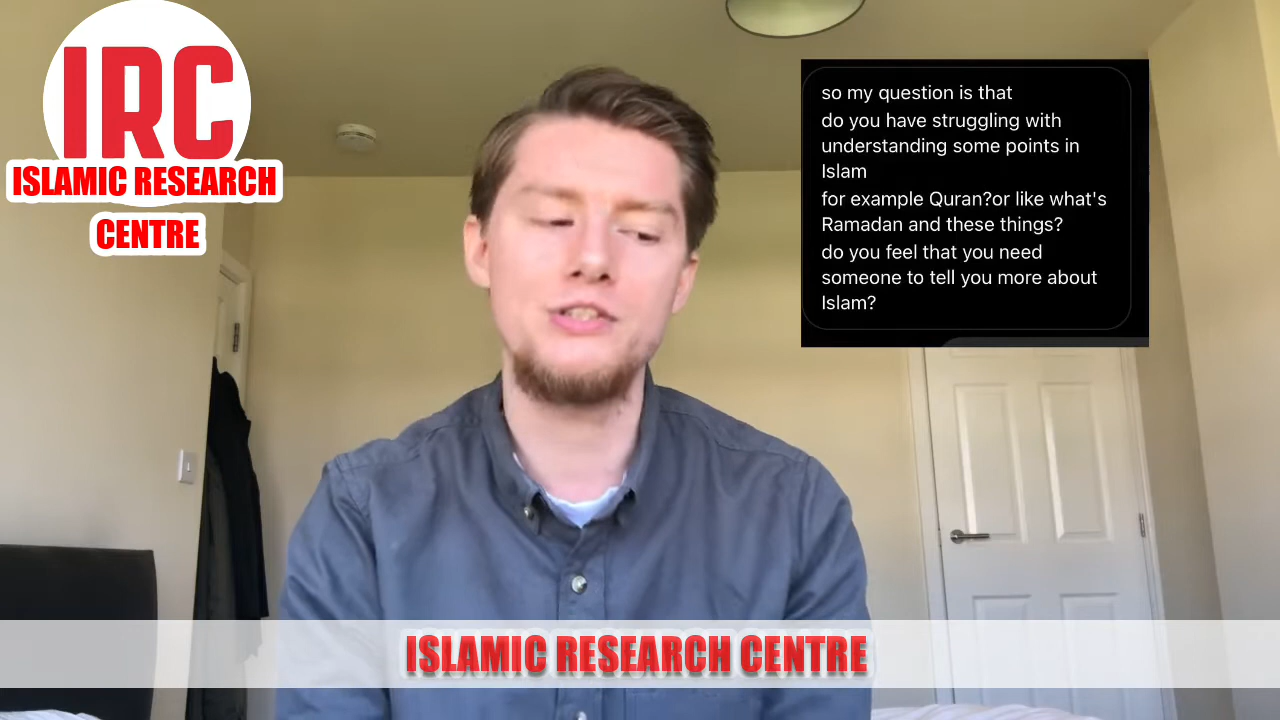 IRC
ISLAMIC RESEARCH
CENTRE
so my question is that
do you have struggling with
understanding some points in
Islam
for example Quran?or like what's
Ramadan and these things?
do you feel that you need
someone to tell you more about
Islam?
ISLAMIC RESEARCH CENTRE